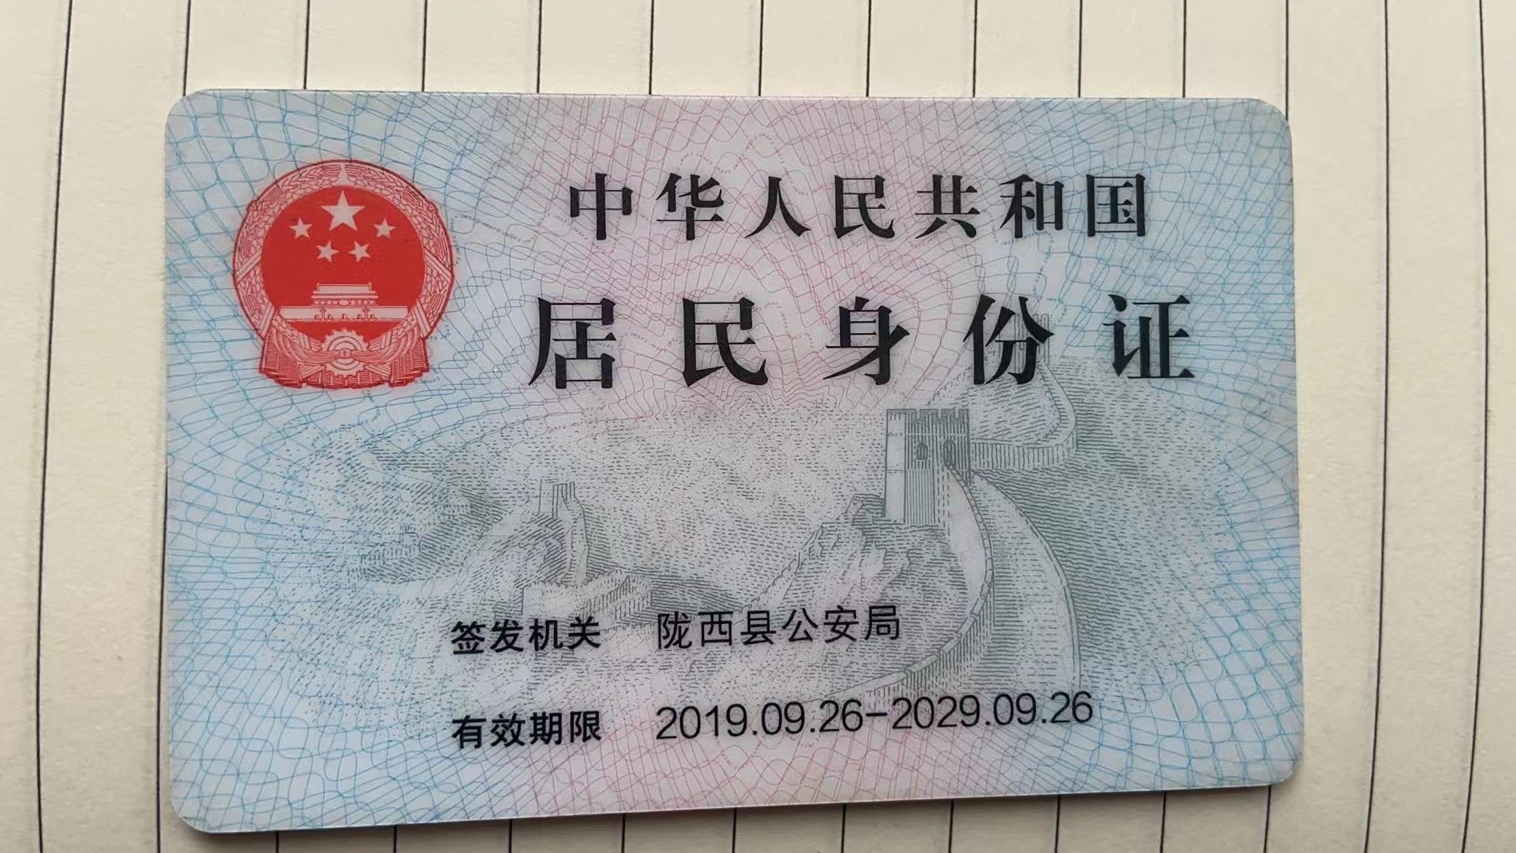 中华人民共和国
居民身份证
签发机关 陇西县公安局
有效期限 2019.09.26-2029.09.26